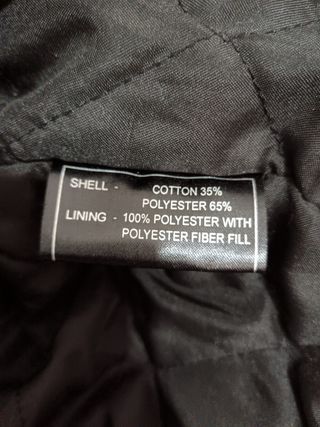 SHELL - COTTON 35%
POLYESTER 65%
LINING - 100% POLYESTER WITH
POLYESTER FIBER FILL